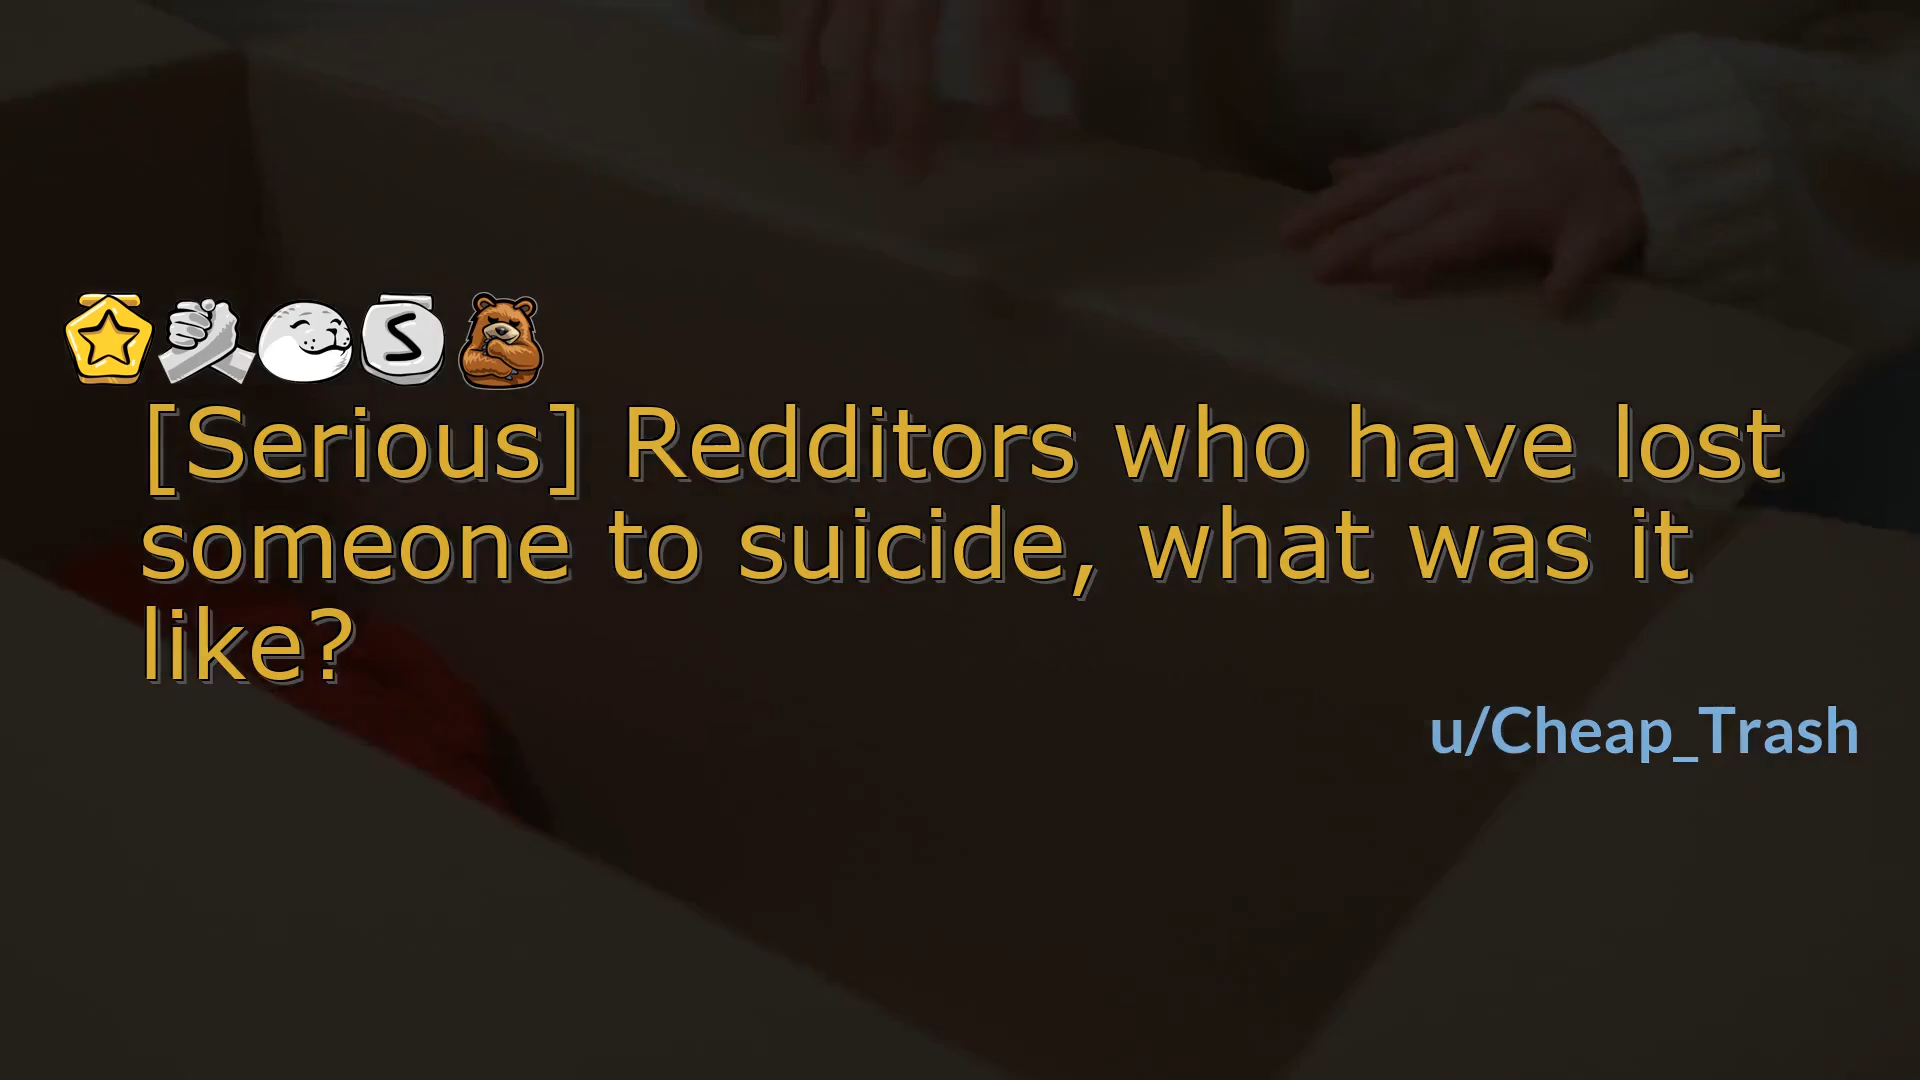 S
[Serious] Redditors who have lost
someone to suicide, what was it
like?
u/Cheap_Trash